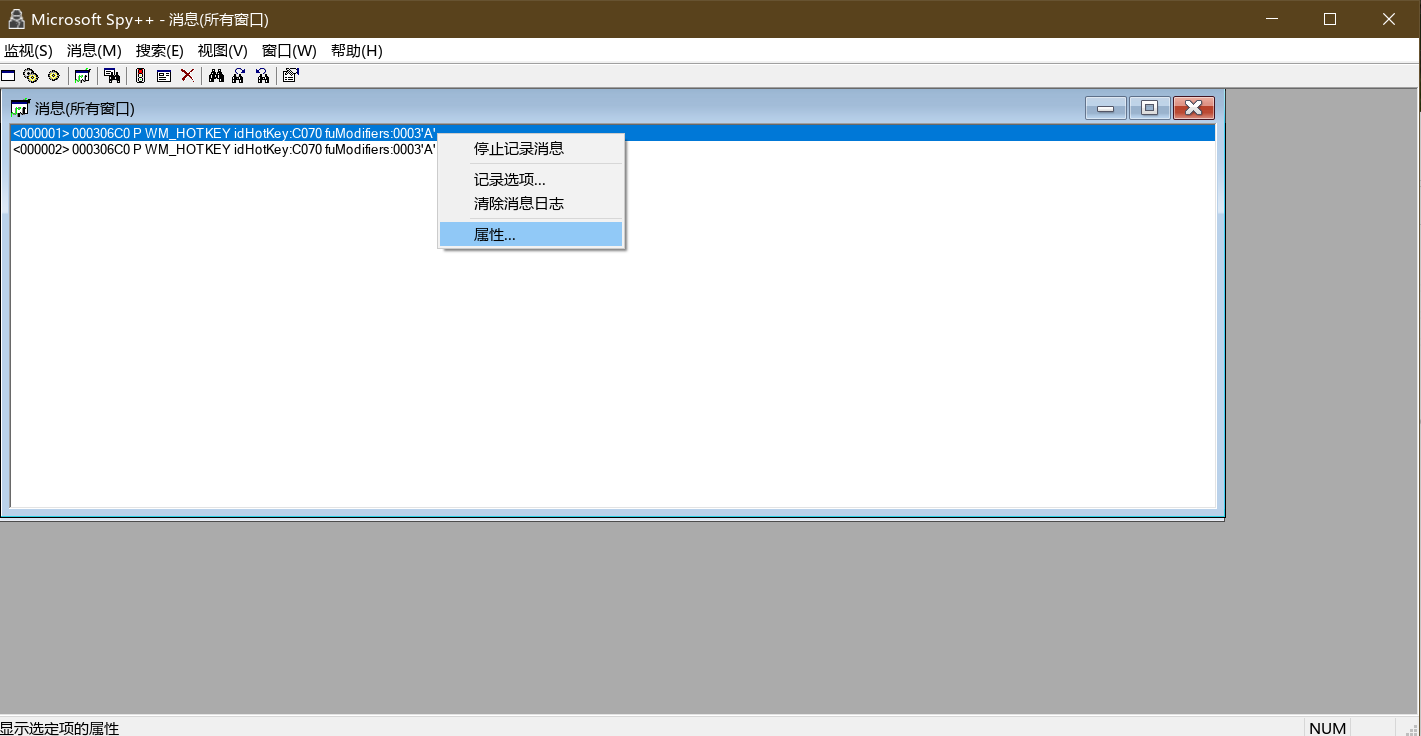 Microsoft Spy++ - 消息(所有窗口)
监视(S) 消息(M) 搜索(E) 视图(V) 窗口(W) 帮助(H)
消息(所有窗口)
<000001> 000306C0 P WM_HOTKEY idHotKey:C070 fuModifiers:0003'A'
<000002> 000306C0 P WM_HOTKEY idHotKey:C070 fuModifiers:0003'A'
停止记录消息
记录选项...
清除消息日志
属性...
显示选定项的属性
NUM